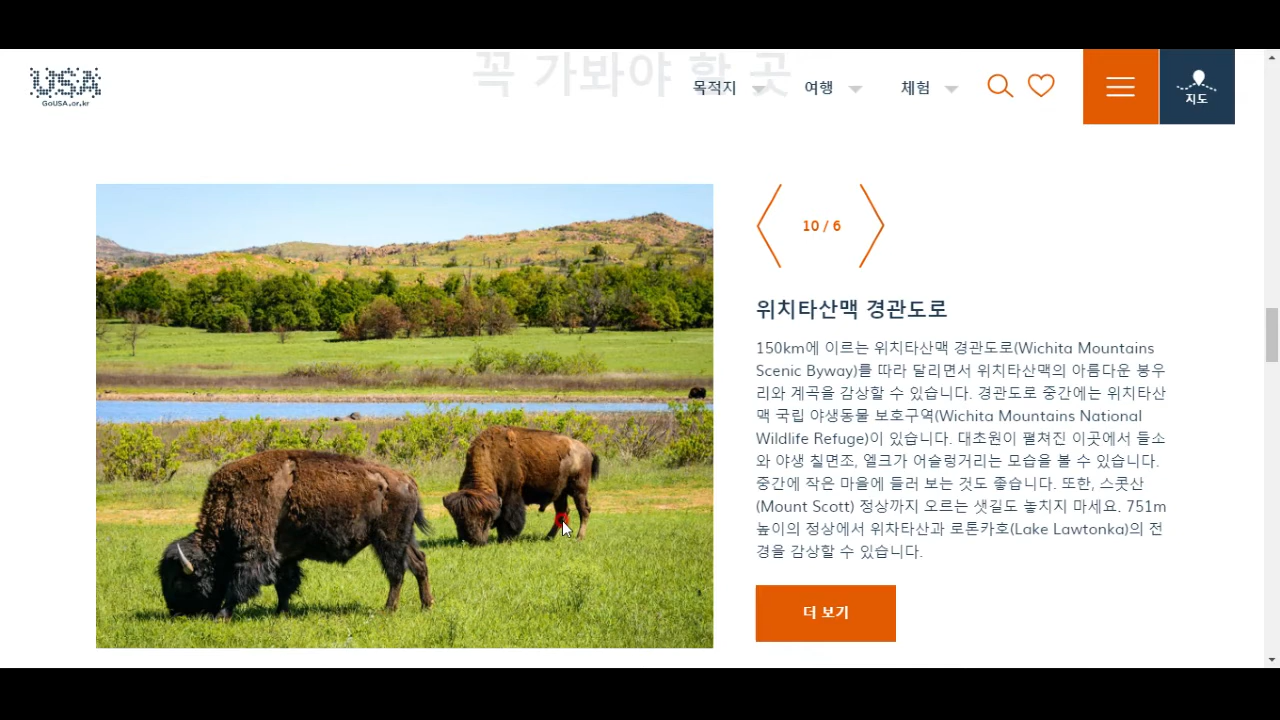 꼭 가봐야 할 곳
USA
GoUSA.or.kr
목적지
여행
체험
지도
10 / 6
위치타산맥 경관도로
150km에 이르는 위치타산맥 경관도로(Wichita Mountains
Scenic Byway)를 따라 달리면서 위치타산맥의 아름다운 봉우
리와 계곡을 감상할 수 있습니다. 경관도로 중간에는 위치타산
맥 국립 야생동물 보호구역(Wichita Mountains National
Wildlife Refuge)이 있습니다. 대초원이 펼쳐진 이곳에서 들소
와 야생 칠면조, 엘크가 어슬렁거리는 모습을 볼 수 있습니다.
중간에 작은 마을에 들러 보는 것도 좋습니다. 또한, 스콧산
(Mount Scott) 정상까지 오르는 샛길도 놓치지 마세요. 751m
높이의 정상에서 위차타산과 로톤카호(Lake Lawtonka)의 전
경을 감상할 수 있습니다.
더 보기